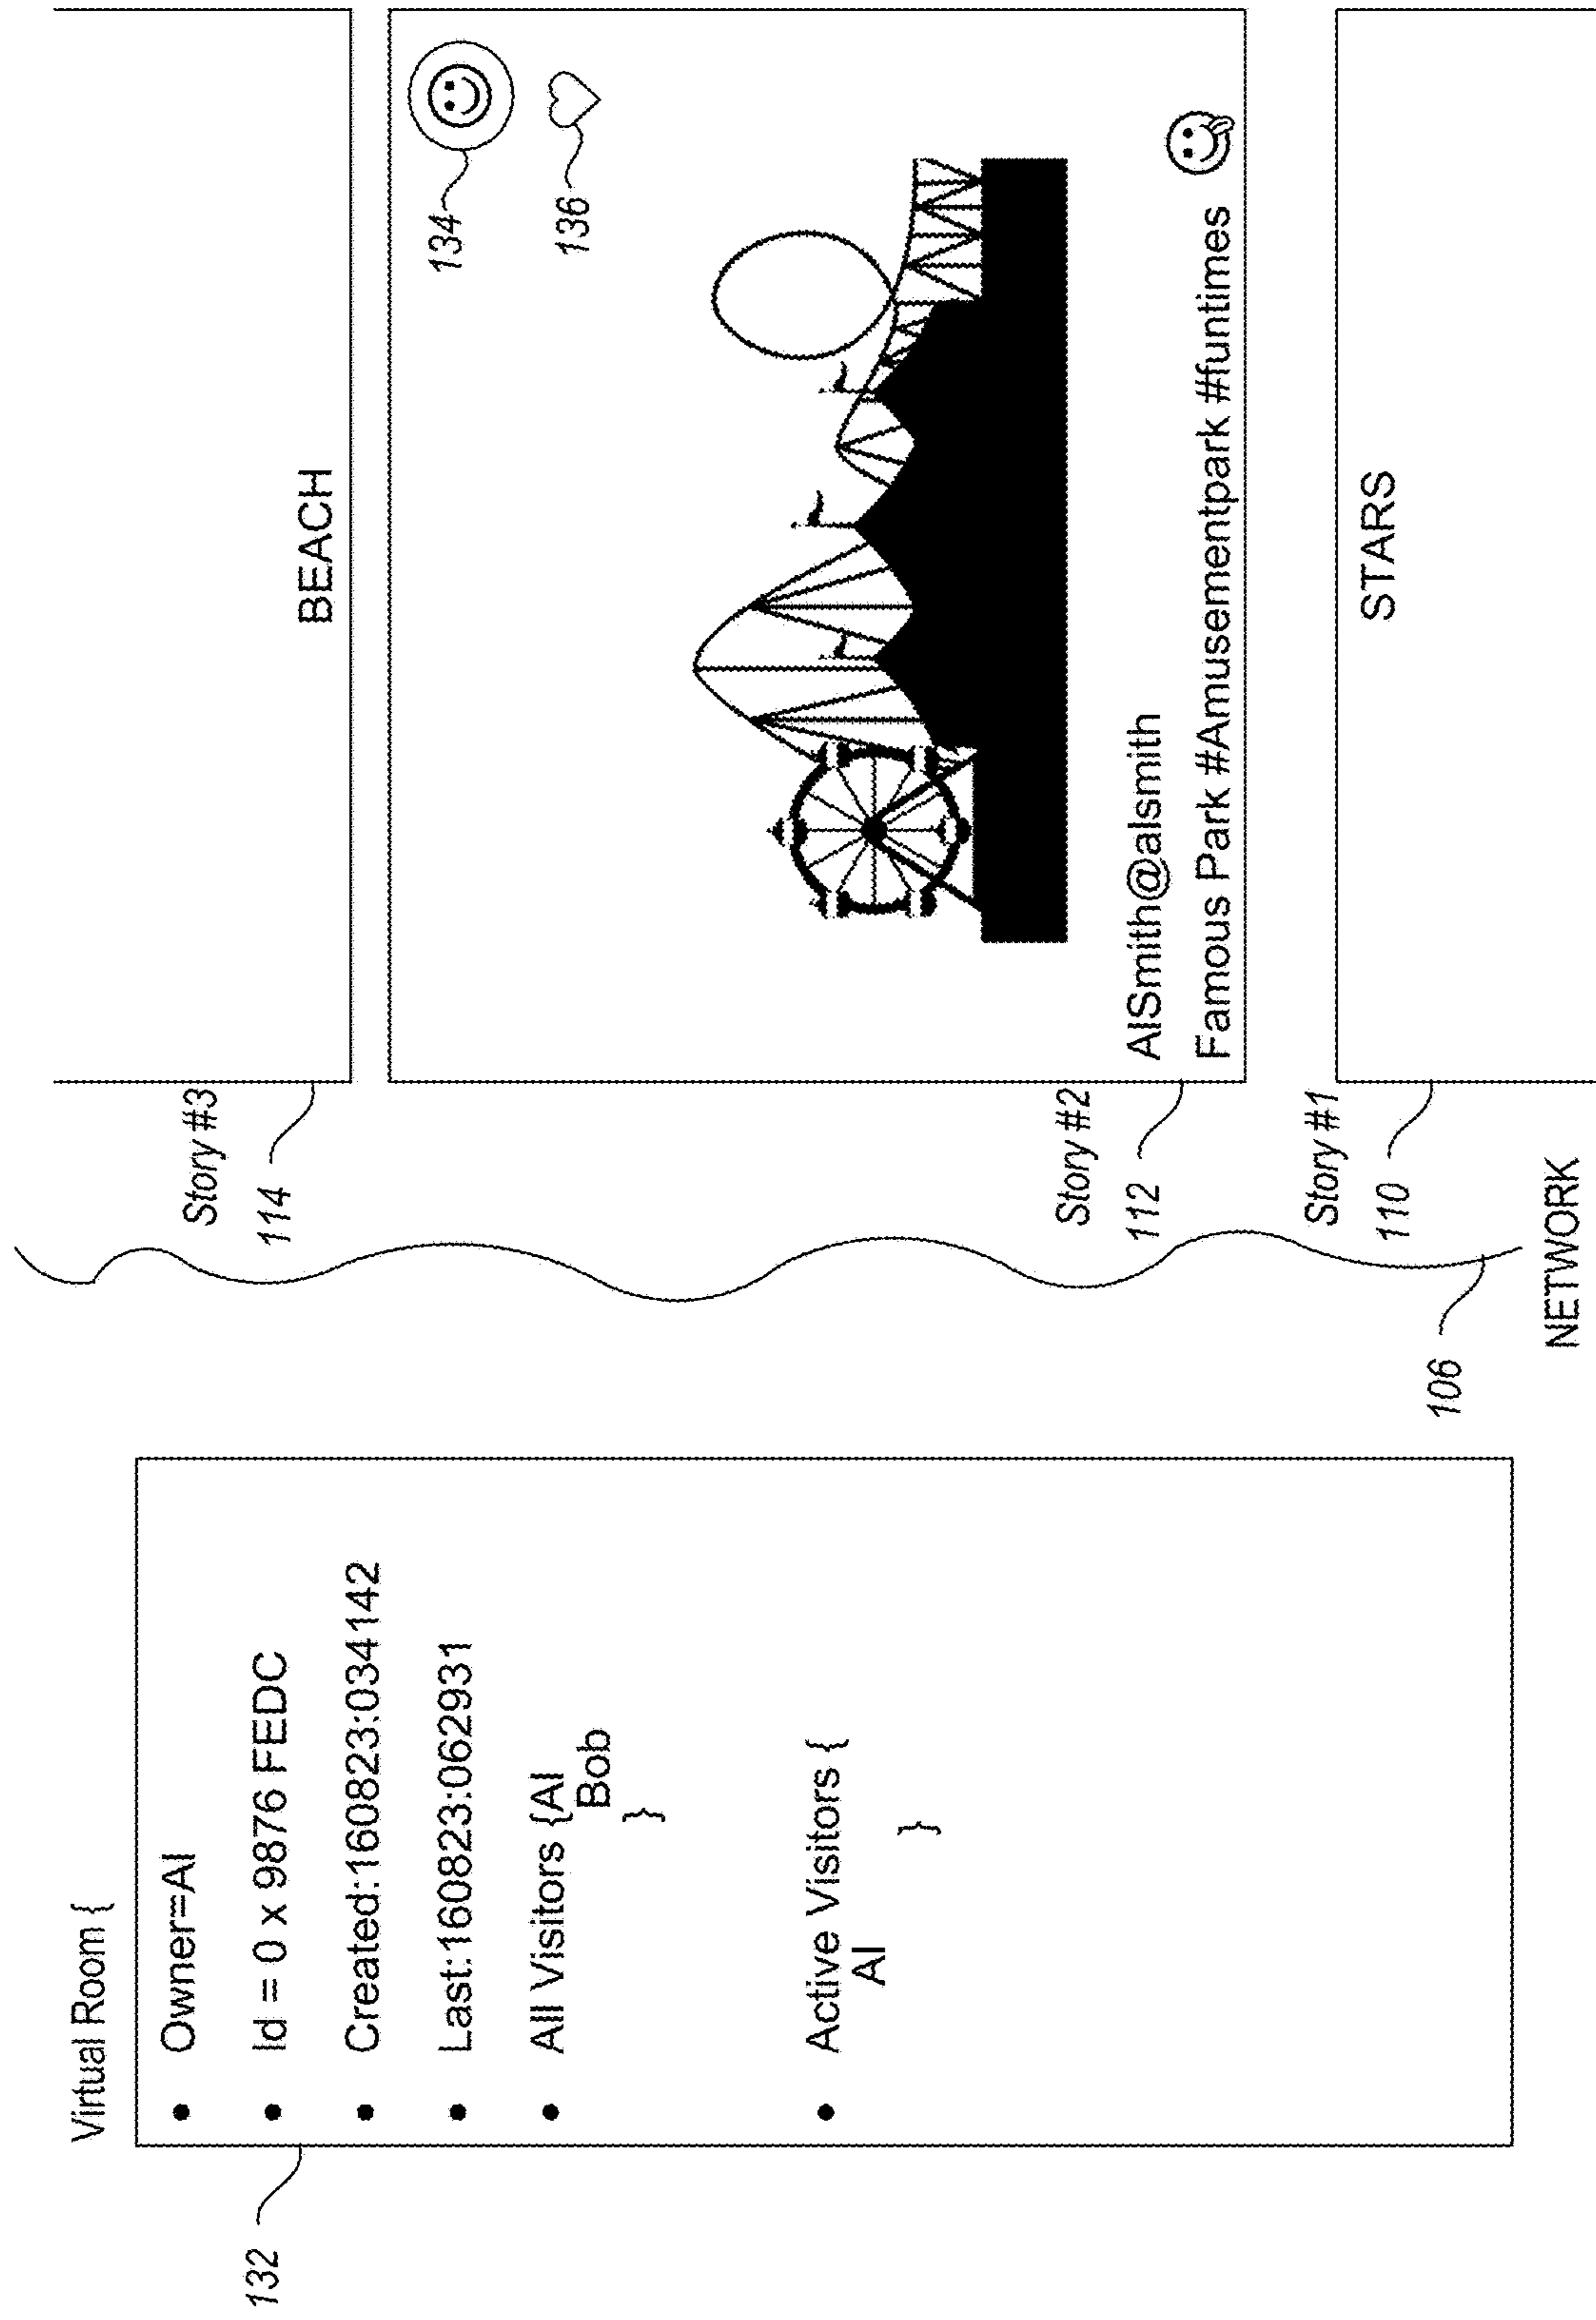 Virtual Room {
132
• Owner=Al
• Id = 0 x 9876 FEDC
• Created:160823:034142
• Last:160823:062931
• All Visitors {Al
Bob
}
• Active Visitors {
Al
}
106
NETWORK
Story #3
114
BEACH
134
136
Story #2
112
AlSmith@alsmith
Famous Park #Amusementpark #funtimes
Story #1
110
STARS